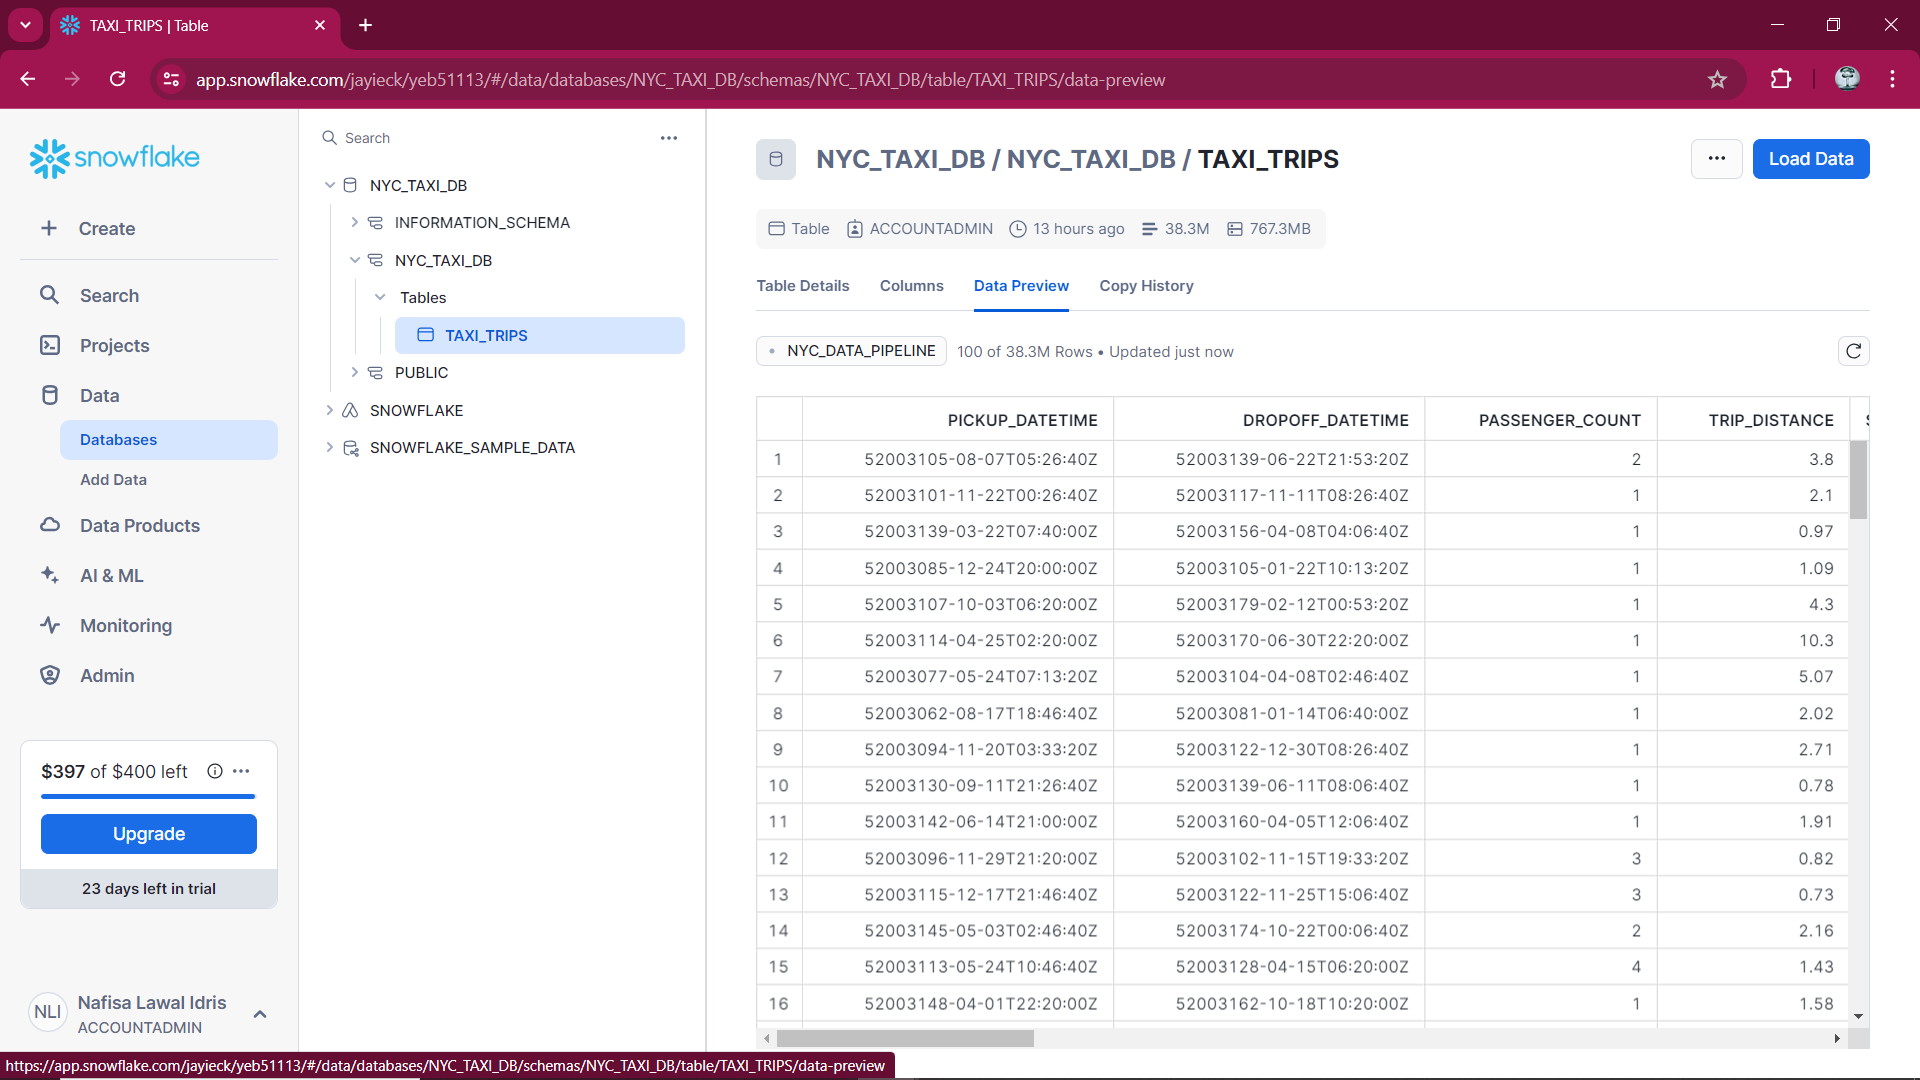 TAXI_TRIPS | Table
app.snowflake.com/jayieck/yeb51113/#/data/databases/NYC_TAXI_DB/schemas/NYC_TAXI_DB/table/TAXI_TRIPS/data-preview
snowflake
Create
Search
Projects
Data
Databases
Add Data
Data Products
AI & ML
Monitoring
Admin
$397 of $400 left
Upgrade
23 days left in trial
NLI
Nafisa Lawal Idris
ACCOUNTADMIN
Search
NYC_TAXI_DB
INFORMATION_SCHEMA
NYC_TAXI_DB
Tables
TAXI_TRIPS
PUBLIC
SNOWFLAKE
SNOWFLAKE_SAMPLE_DATA
NYC_TAXI_DB / NYC_TAXI_DB / TAXI_TRIPS
Load Data
Table ACCOUNTADMIN 13 hours ago 38.3M 767.3MB
Table Details Columns Data Preview Copy History
NYC_DATA_PIPELINE 100 of 38.3M Rows • Updated just now
PICKUP_DATETIME DROPOFF_DATETIME PASSENGER_COUNT TRIP_DISTANCE
1 52003105-08-07T05:26:40Z 52003139-06-22T21:53:20Z 2 3.8
2 52003101-11-22T00:26:40Z 52003117-11-11T08:26:40Z 1 2.1
3 52003139-03-22T07:40:00Z 52003156-04-08T04:06:40Z 1 0.97
4 52003085-12-24T20:00:00Z 52003105-01-22T10:13:20Z 1 1.09
5 52003107-10-03T06:20:00Z 52003179-02-12T00:53:20Z 1 4.3
6 52003114-04-25T02:20:00Z 52003170-06-30T22:20:00Z 1 10.3
7 52003077-05-24T07:13:20Z 52003104-04-08T02:46:40Z 1 5.07
8 52003062-08-17T18:46:40Z 52003081-01-14T06:40:00Z 1 2.02
9 52003094-11-20T03:33:20Z 52003122-12-30T08:26:40Z 1 2.71
10 52003130-09-11T21:26:40Z 52003139-06-11T08:06:40Z 1 0.78
11 52003142-06-14T21:00:00Z 52003160-04-05T12:06:40Z 1 1.91
12 52003096-11-29T21:20:00Z 52003102-11-15T19:33:20Z 3 0.82
13 52003115-12-17T21:46:40Z 52003122-11-25T15:06:40Z 3 0.73
14 52003145-05-03T02:46:40Z 52003174-10-22T00:06:40Z 2 2.16
15 52003113-05-24T10:46:40Z 52003128-04-15T06:20:00Z 4 1.43
16 52003148-04-01T22:20:00Z 52003162-10-18T10:20:00Z 1 1.58
https://app.snowflake.com/jayieck/yeb51113/#/data/databases/NYC_TAXI_DB/schemas/NYC_TAXI_DB/table/TAXI_TRIPS/data-preview